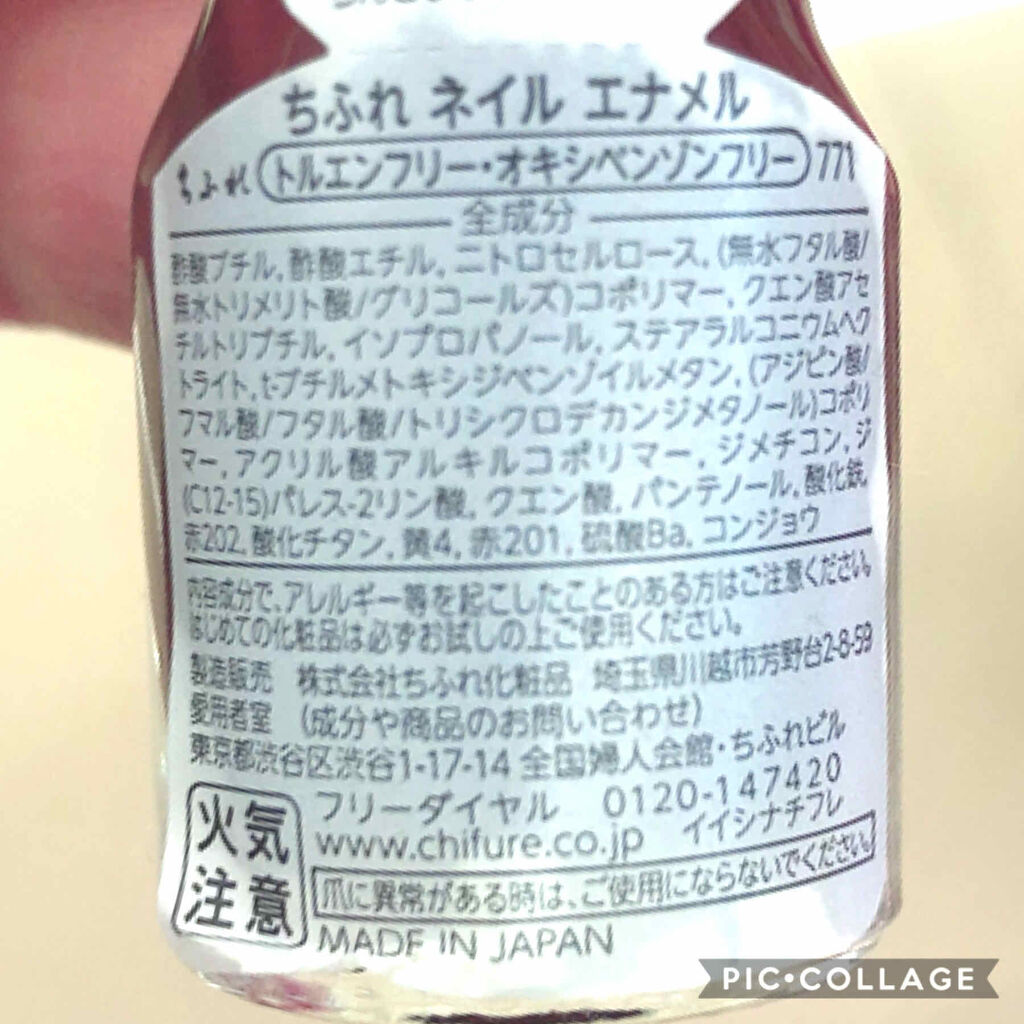 ちふれ ネイル エナメル
ちふれ トルエンフリー・オキシベンゾンフリー 771
全成分
酢酸ブチル, 酢酸エチル, ニトロセルロース, (無水フタル酸/
無水トリメリト酸/グリコールズ)コポリマー, クエン酸アセ
チルトリブチル, イソプロパノール, ステアラルコニウムヘク
トライト, t-ブチルメトキシジベンゾイルメタン, (アジピン酸/
フマル酸/フタル酸/トリシクロデカンジメタノール)コポリ
マー, アクリル酸アルキルコポリマー, ジメチコン, ジ
(C12-15)パレス-2リン酸, クエン酸, パンテノール, 酸化鉄,
赤202, 酸化チタン, 黄4, 赤201, 硫酸Ba, コンジョウ
内容成分で、アレルギー等を起こしたことのある方はご注意ください。
はじめての化粧品は必ずお試しの上ご使用ください。
製造販売 株式会社ちふれ化粧品 埼玉県川越市芳野台2-8-59
愛用者室 (成分や商品のお問い合わせ)
東京都渋谷区渋谷1-17-14 全国婦人会館・ちふれビル
フリーダイヤル 0120-147420
www.chifure.co.jp イイシナチフレ
火気
注意
爪に異常がある時は、ご使用にならないでください。
MADE IN JAPAN
PIC•COLLAGE